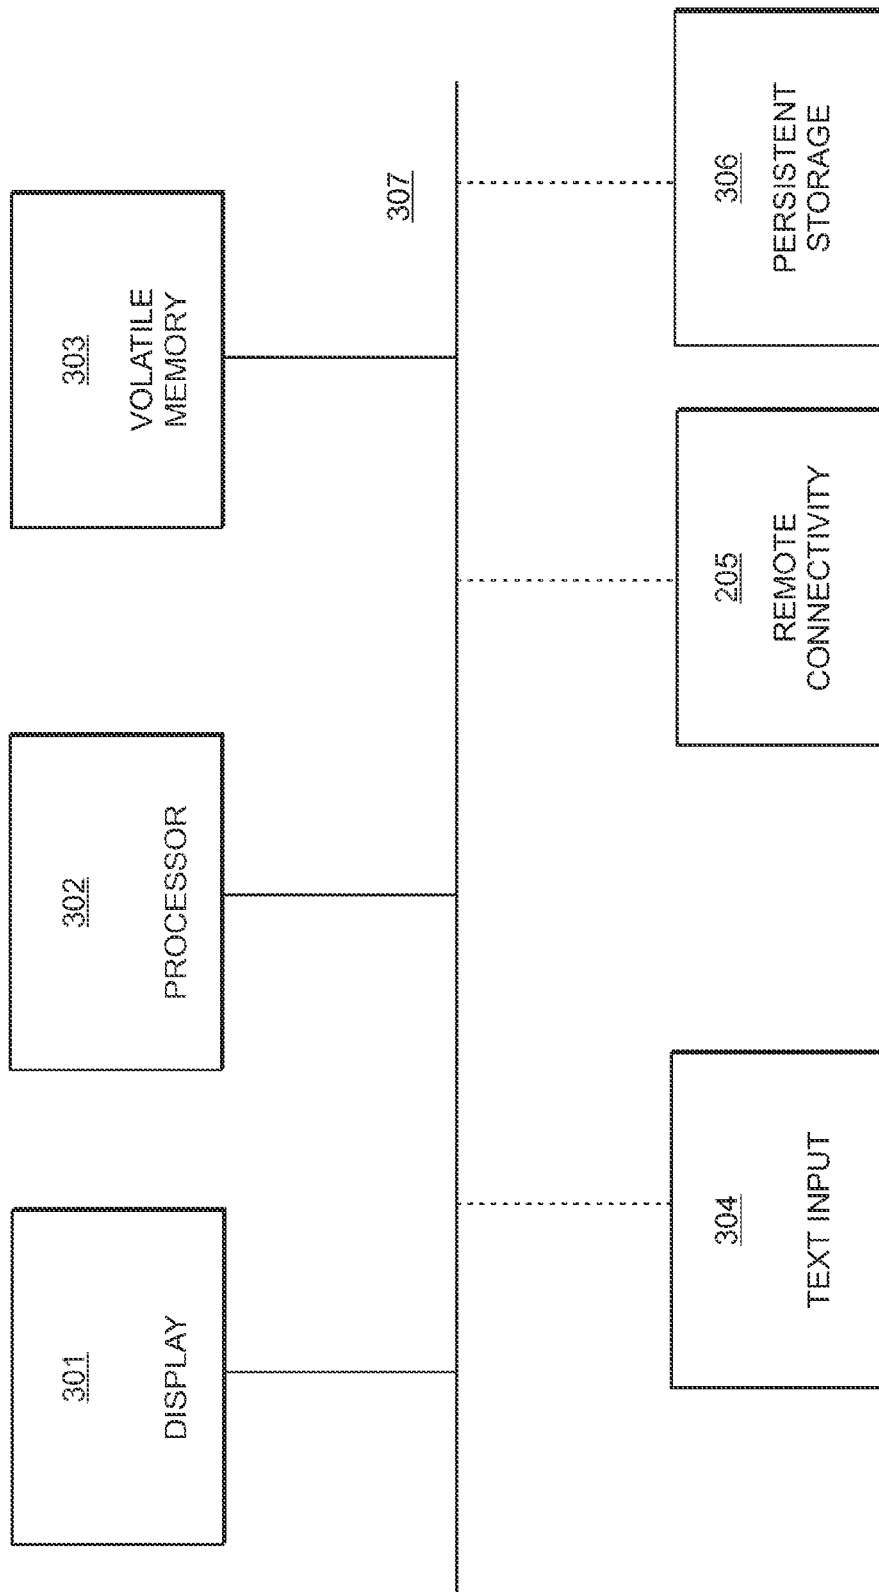 301
DISPLAY
302
PROCESSOR
303
VOLATILE
MEMORY
307
304
TEXT INPUT
205
REMOTE
CONNECTIVITY
306
PERSISTENT
STORAGE